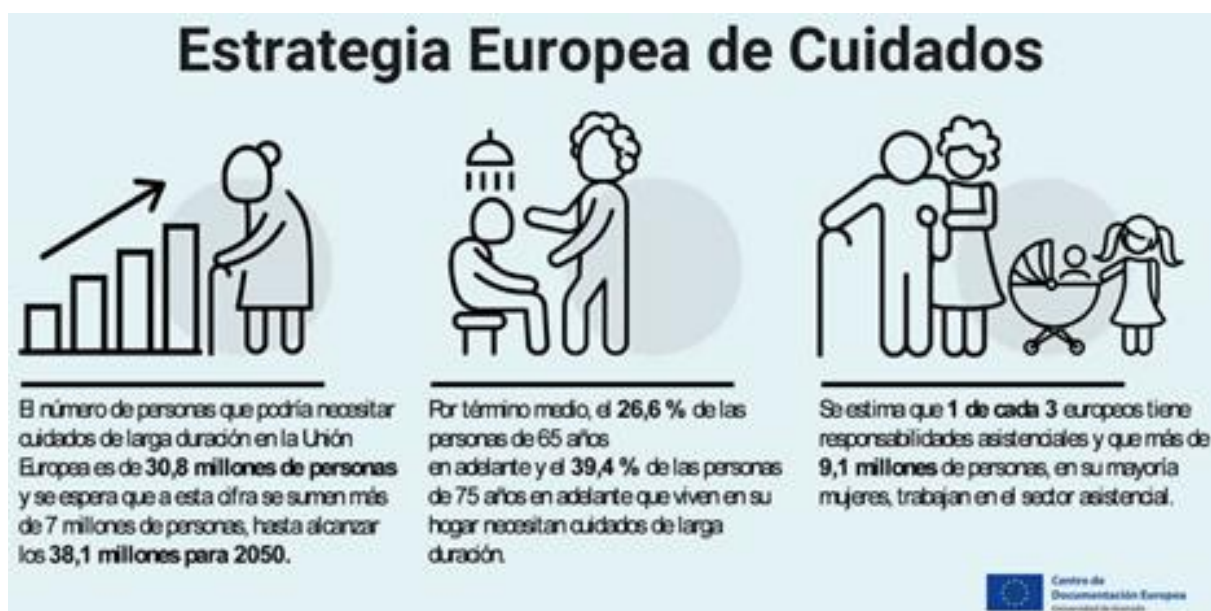 Estrategia Europea de Cuidados
El número de personas que podría necesitar
cuidados de larga duración en la Unión
Europea es de 30,8 millones de personas
y se espera que a esta cifra se sumen más
de 7 millones de personas, hasta alcanzar
los 38,1 millones para 2050.
Por término medio, el 26,6 % de las
personas de 65 años
en adelante y el 39,4 % de las personas
de 75 años en adelante que viven en su
hogar necesitan cuidados de larga
duración.
Se estima que 1 de cada 3 europeos tiene
responsabilidades asistenciales y que más de
9,1 millones de personas, en su mayoría
mujeres, trabajan en el sector asistencial.
Centro de
Documentación Europea
Universidad de Granada